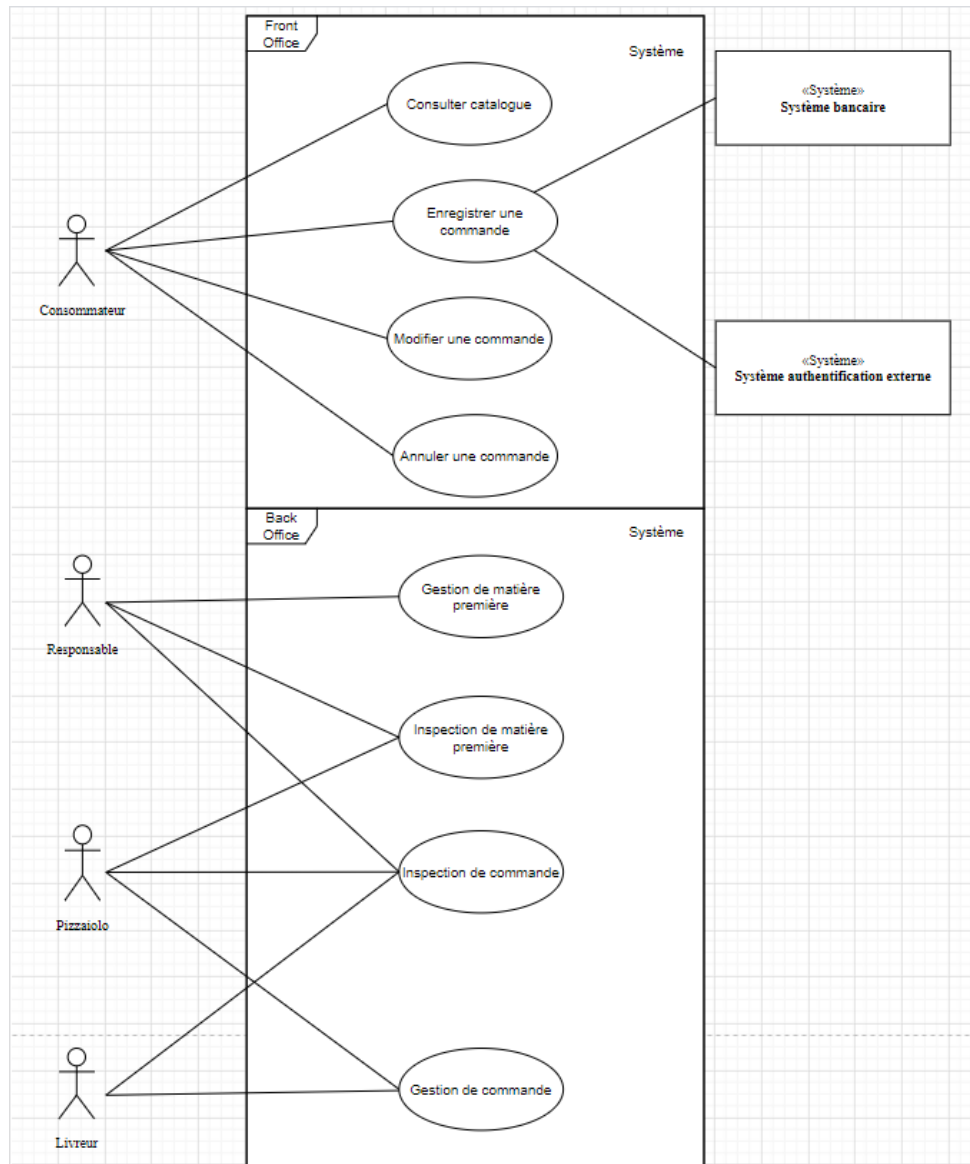 Front
Office
Système
Consulter catalogue
«Système»
Système bancaire
Enregistrer une
commande
Consommateur
Modifier une commande
«Système»
Système authentification externe
Annuler une commande
Back
Office
Système
Gestion de matière
première
Responsable
Inspection de matière
première
Inspection de commande
Pizzaiolo
Gestion de commande
Livreur